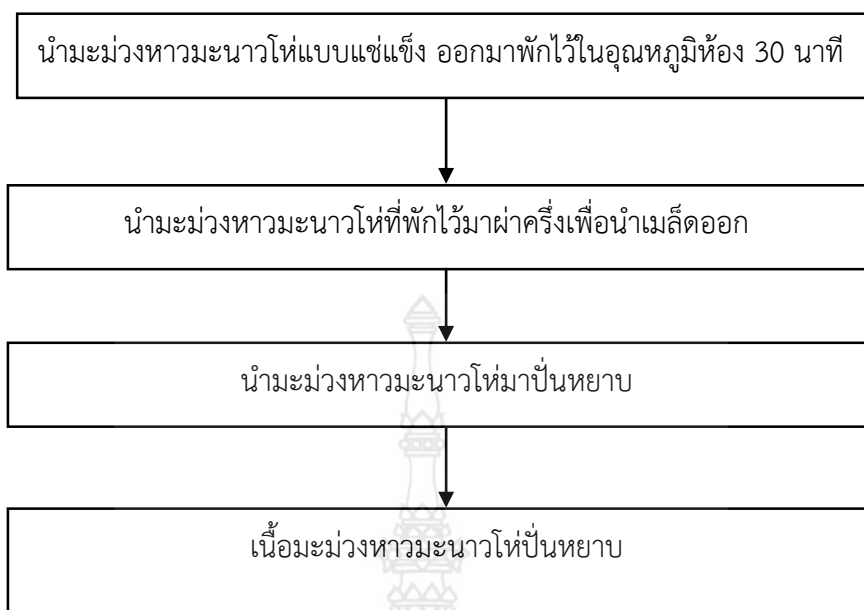 นำมะม่วงหาวมะนาวโห่แบบแช่แข็ง ออกมาพักไว้ในอุณหภูมิห้อง 30 นาที
นำมะม่วงหาวมะนาวโห่ที่พักไว้มาผ่าครึ่งเพื่อนำเมล็ดออก
นำมะม่วงหาวมะนาวโห่มาปั่นหยาบ
เนื้อมะม่วงหาวมะนาวโห่ปั่นหยาบ